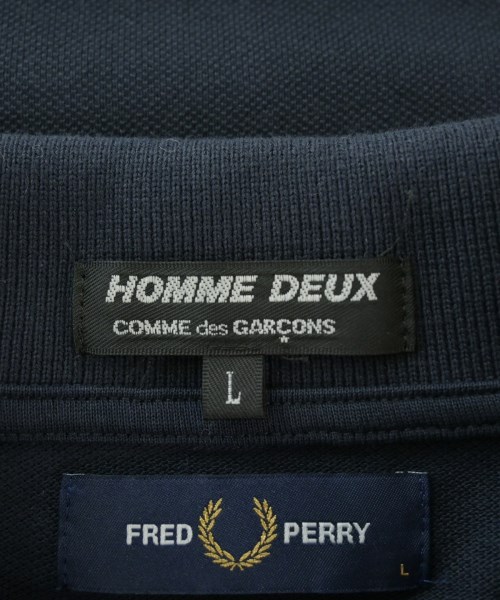 HOMME DEUX
COMME des GARÇONS
L
FRED PERRY
L